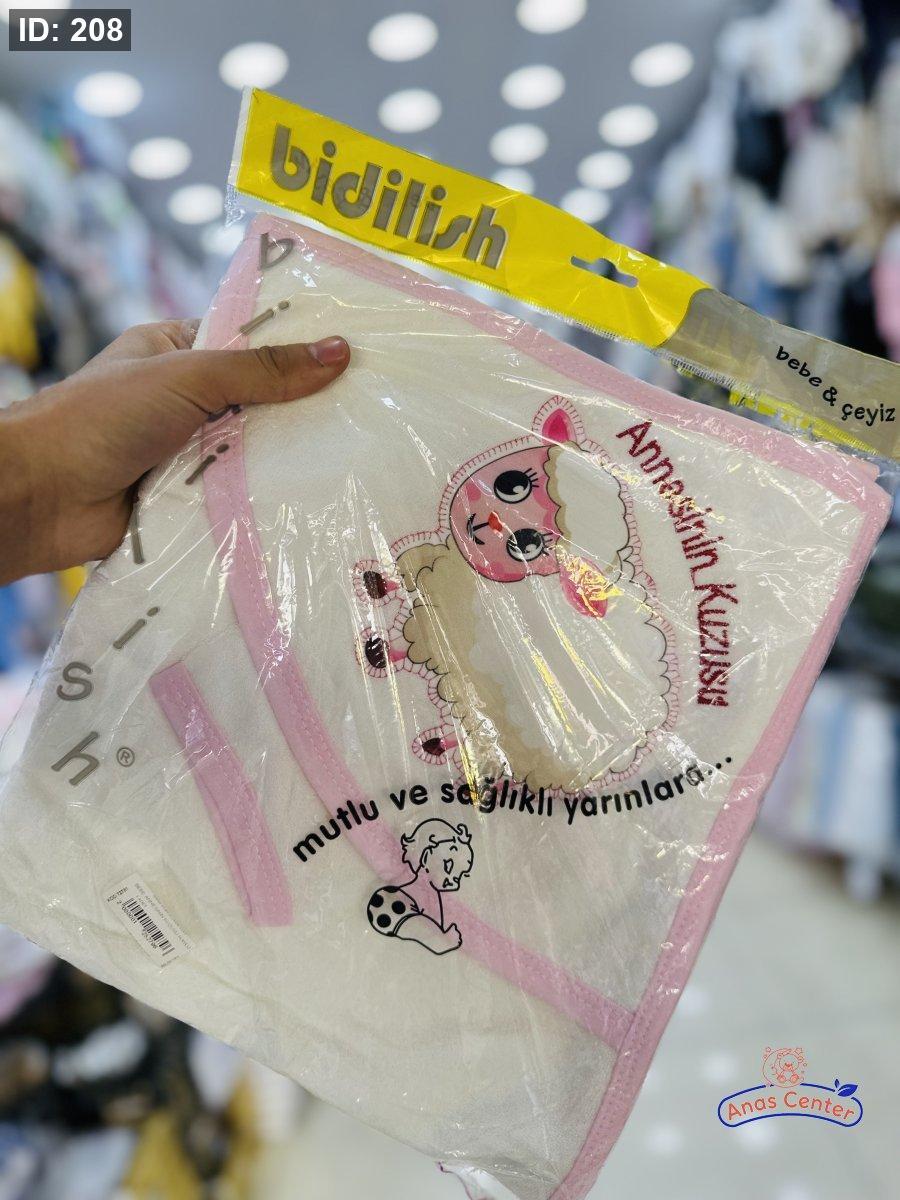 ID: 208
bidilish
bebe & çeyiz
bidilish®
Annesinin Kuzusu
mutlu ve sağlıklı yarınlara...
Anas Center